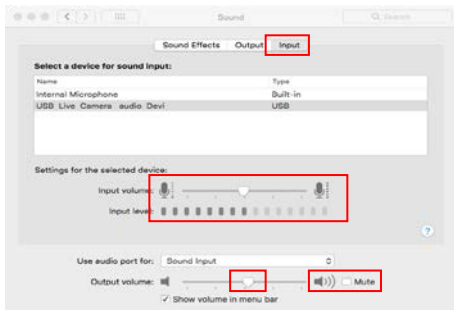 Sound
Search
Sound Effects Output Input
Select a device for sound input:
Name Type
Internal Microphone Built-in
USB Live Camera audio Devi USB
Settings for the selected device:
Input volume:
Input level:
?
Use audio port for: Sound Input
Output volume: Mute
Show volume in menu bar